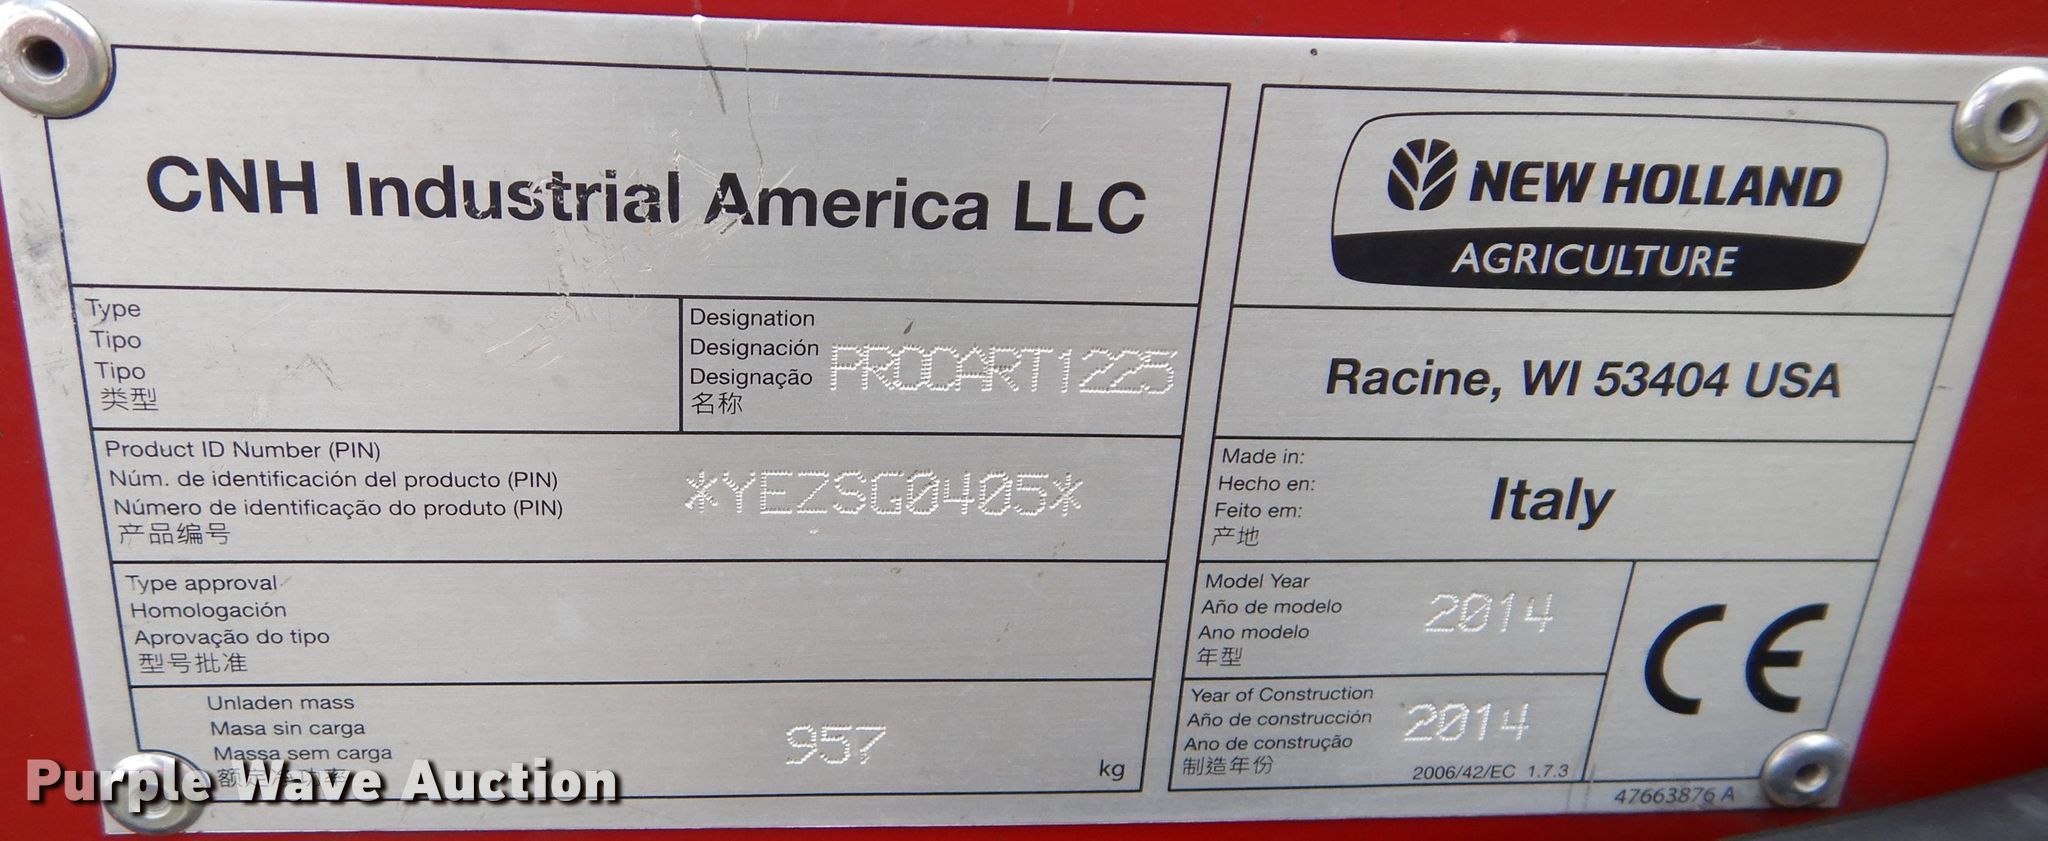 CNH Industrial America LLC
Type
Tipo
Tipo
类型
Designation
Designación
Designação
名称
PROCART1225
Product ID Number (PIN)
Núm. de identificación del producto (PIN)
Número de identificação do produto (PIN)
产品编号
*YEZSG0405*
Type approval
Homologación
Aprovação do tipo
型号批准
Unladen mass
Masa sin carga
Massa sem carga
957
kg
NEW HOLLAND
AGRICULTURE
Racine, WI 53404 USA
Made in:
Hecho en:
Feito em:
产地
Italy
Model Year
Año de modelo
Ano modelo
年型
2014
Year of Construction
Año de construcción
Ano de construção
制造年份
2014
2006/42/EC 1.7.3
CE
47663876 A
Purple Wave Auction